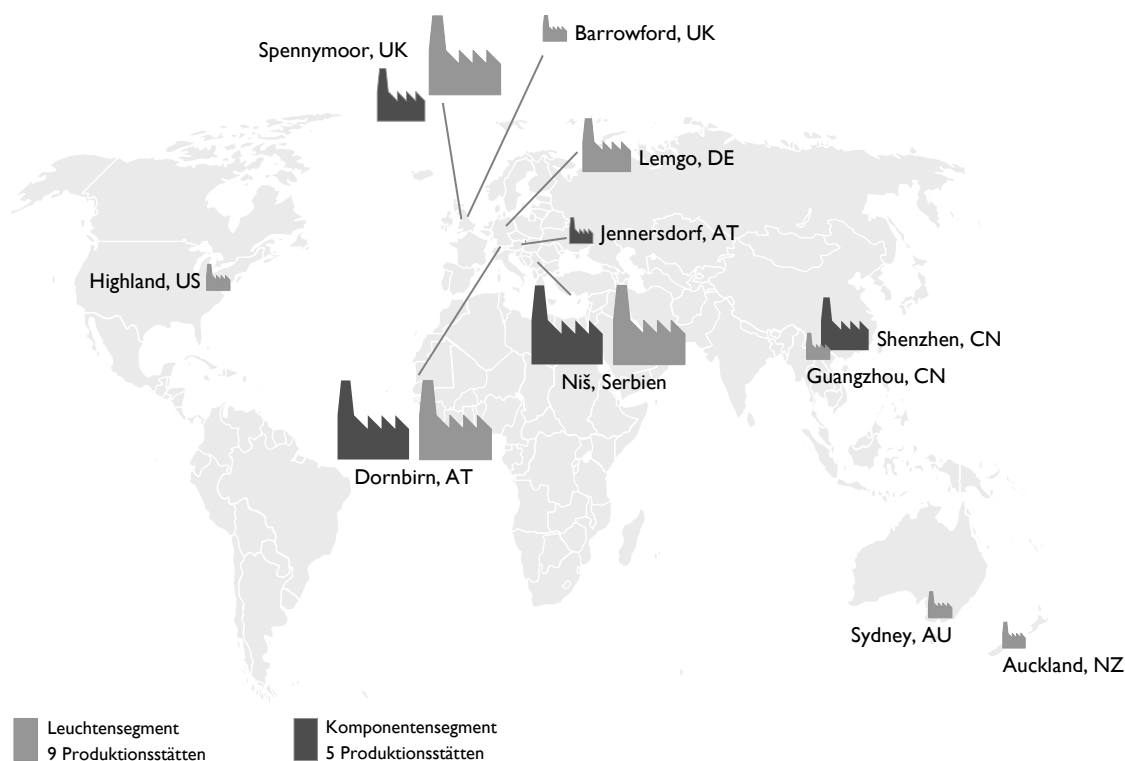 Barrowford, UK
Spennymoor, UK
Lemgo, DE
Jennersdorf, AT
Highland, US
Shenzhen, CN
Guangzhou, CN
Niš, Serbien
Dornbirn, AT
Sydney, AU
Auckland, NZ
Leuchtensegment
9 Produktionsstätten
Komponentensegment
5 Produktionsstätten